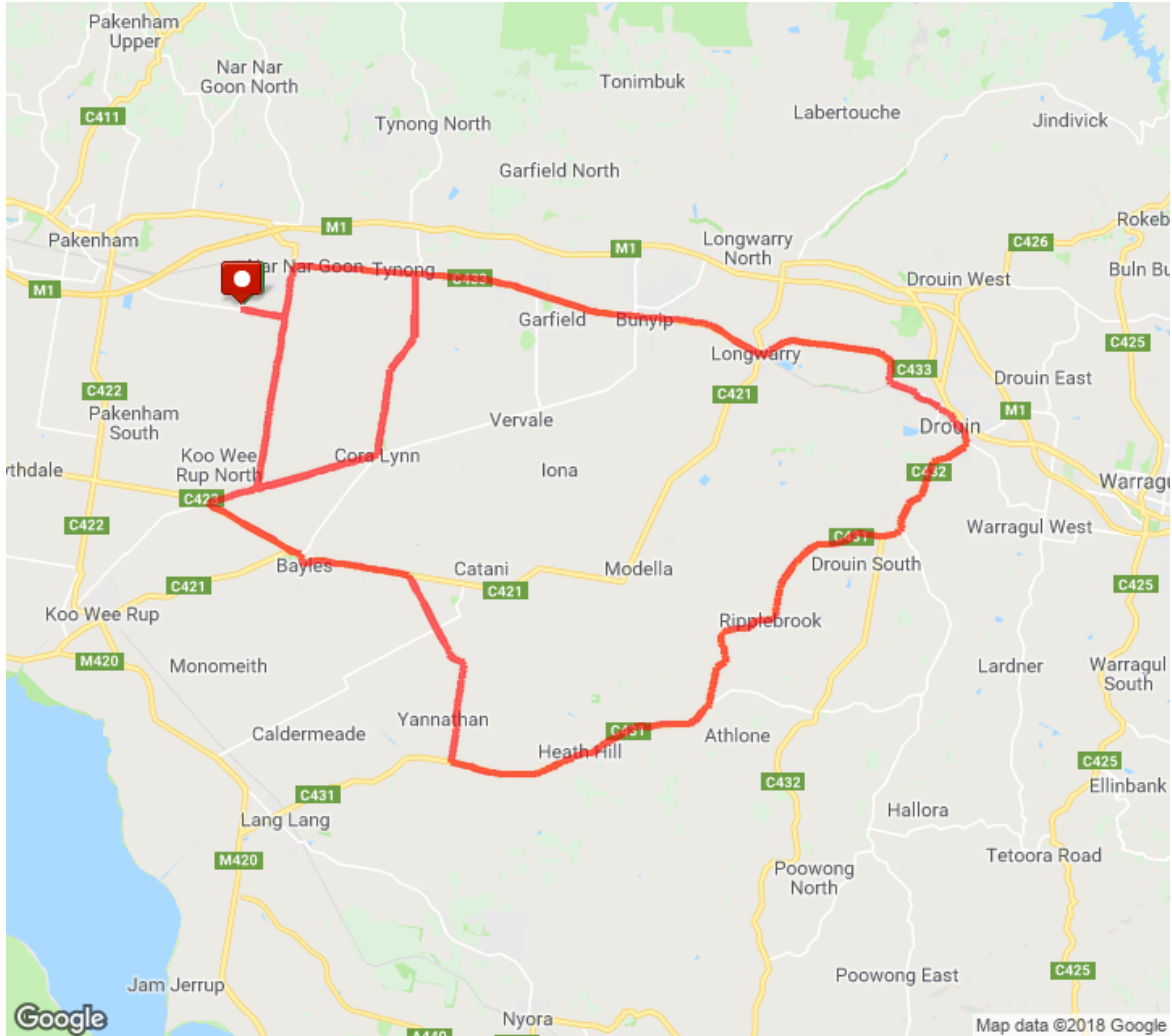 Pakenham
Upper
Nar Nar
Goon North
Tonimbuk
Labertouche
C411
Tynong North
Jindivick
Garfield North
Rokeb
M1
Pakenham
M1
Longwarry
North
C426
Nar Nar Goon
Tynong
C433
Drouin West
Buln Bu
M1
Garfield
Bunyip
Longwarry
C433
C425
C422
C421
Drouin East
Pakenham
South
Vervale
M1
Drouin
Koo Wee
Rup North
Cora Lynn
Iona
C432
ythdale
C423
Warragul
C422
Warragul West
C431
Bayles
Catani
Modella
Drouin South
C421
C421
C425
Koo Wee Rup
Ripplebrook
M420
Monomeith
Lardner
Warragul
South
Yannathan
Caldermeade
C431
Athlone
Heath Hill
C431
C432
C425
Ellinbank
Lang Lang
Hallora
M420
Tetoora Road
Poowong
North
Jam Jerrup
Poowong East
C425
Google
Nyora
A440
Map data ©2018 Google